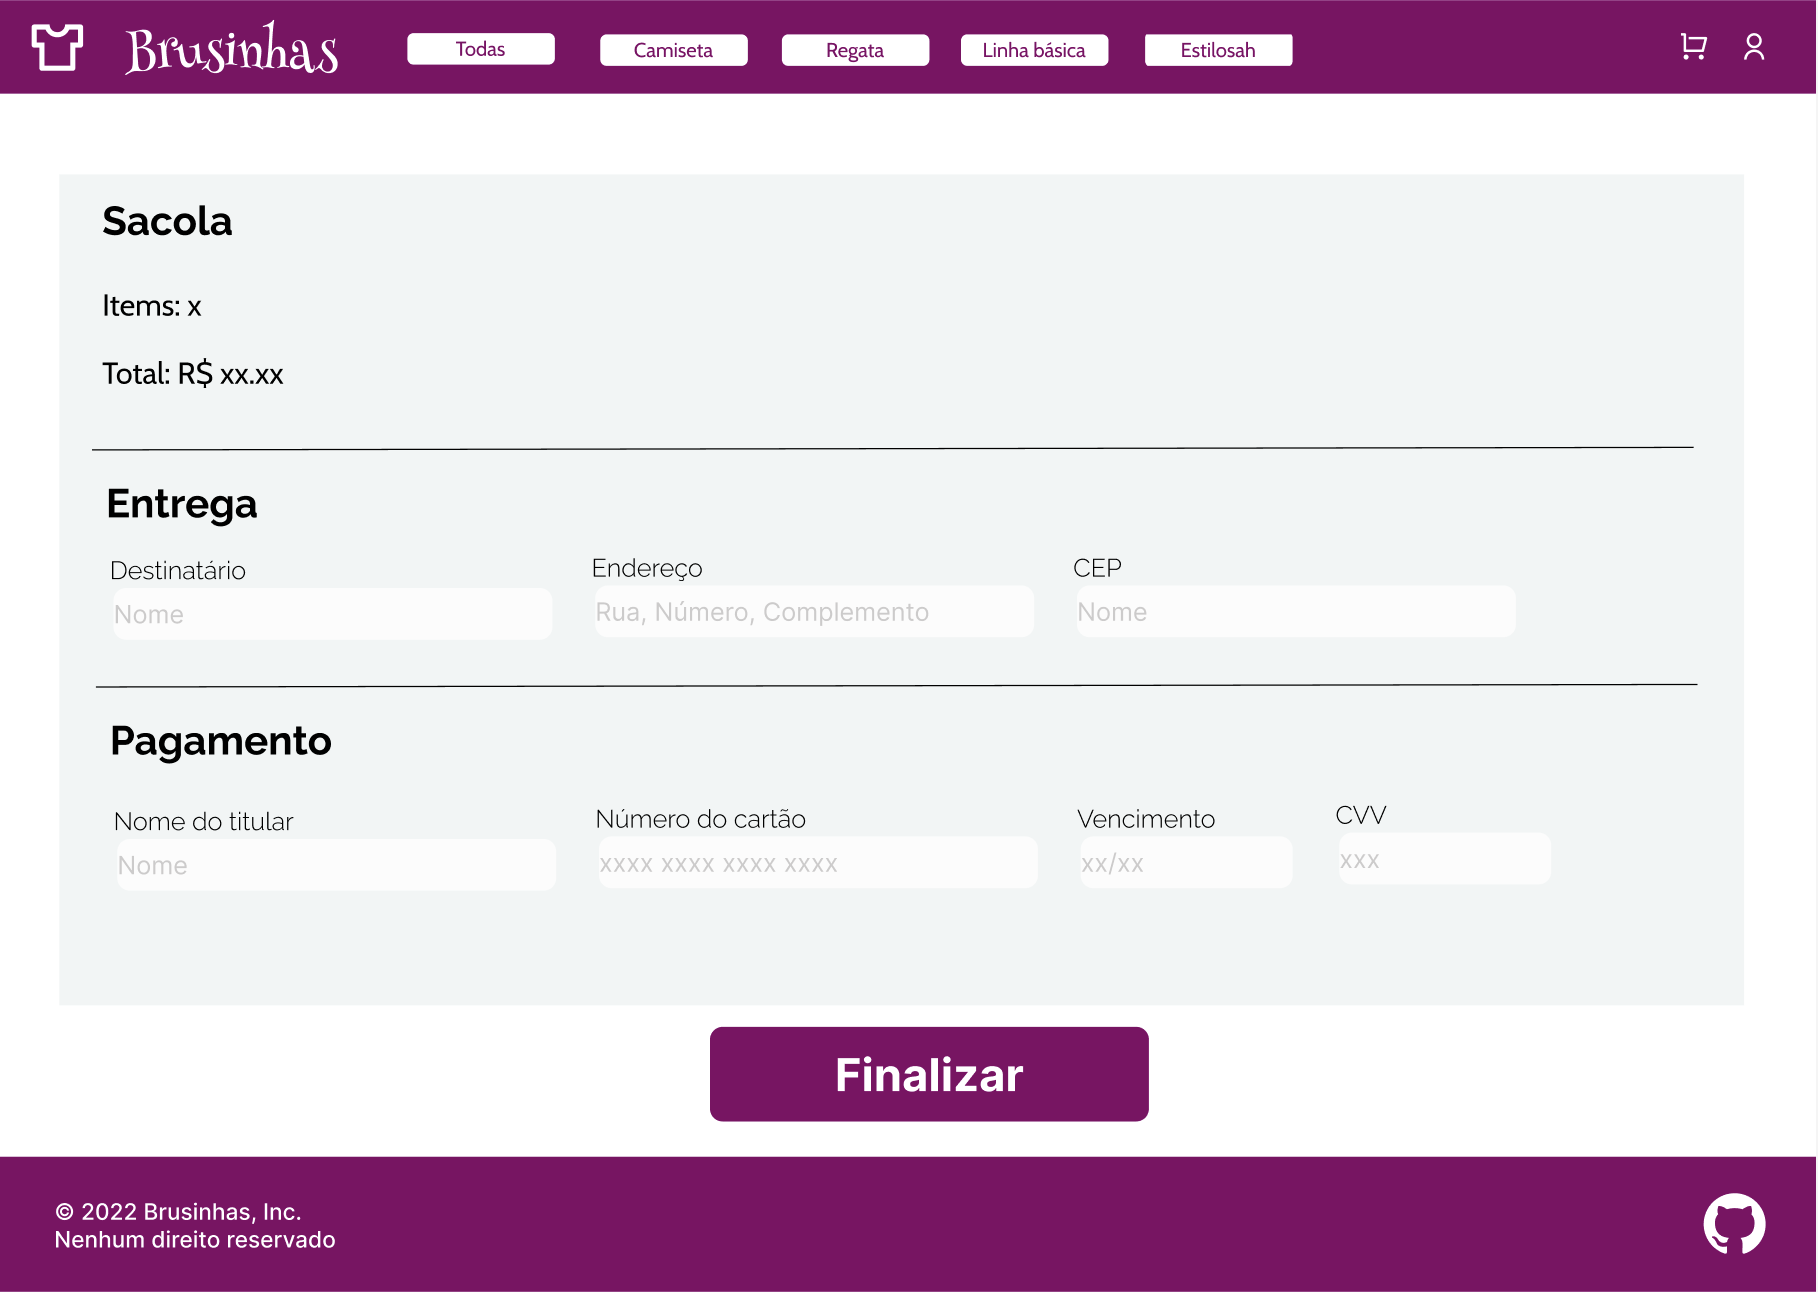 Brusinhas
Todas
Camiseta
Regata
Linha básica
Estilosah
Sacola
Items: x
Total: R$ xx.xx
Entrega
Destinatário
Endereço
CEP
Nome
Rua, Número, Complemento
Nome
Pagamento
Nome do titular
Número do cartão
Vencimento
CVV
Nome
xxxx xxxx xxxx xxxx
xx/xx
xxx
Finalizar
© 2022 Brusinhas, Inc.
Nenhum direito reservado